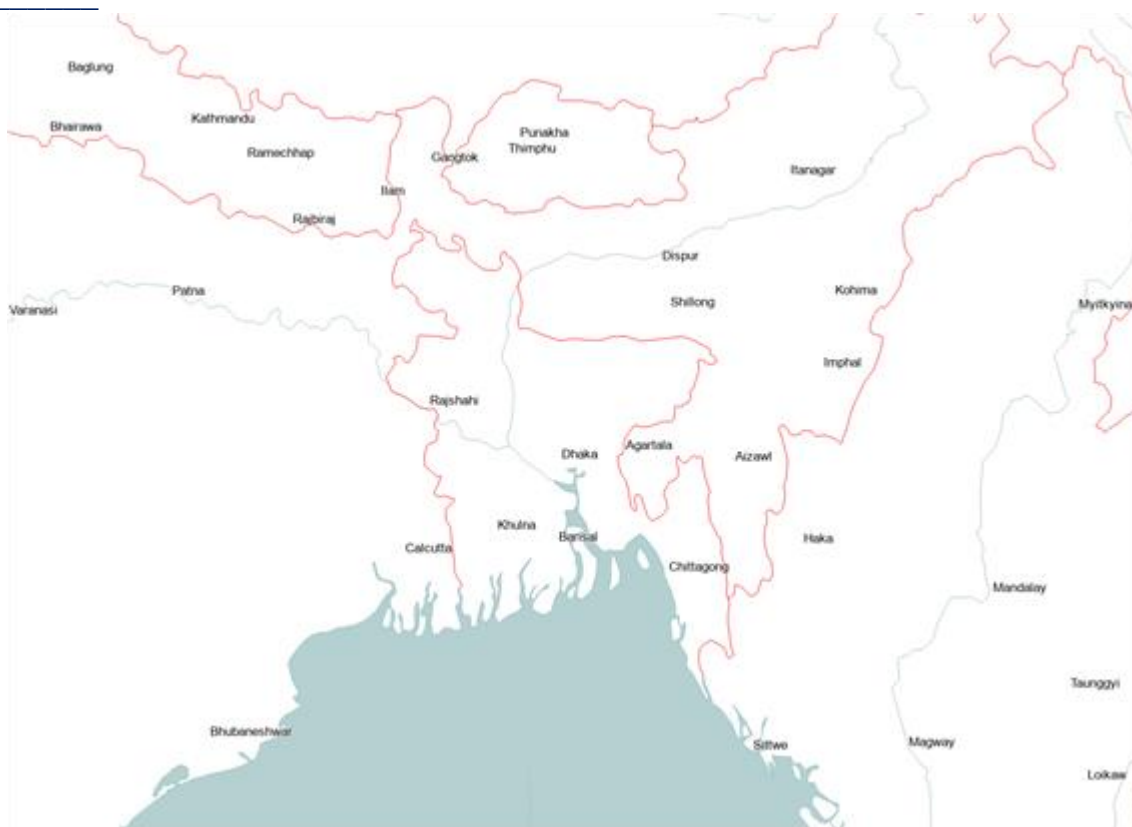 Baglung
Kathmandu
Bhairawa
Punakha
Thimphu
Ramechhap
Gangtok
Itanagar
Ilam
Rajbiraj
Dispur
Patna
Kohima
Shillong
Myitkyina
Varanasi
Imphal
Rajshahi
Agartala
Dhaka
Aizawl
Khulna
Barisal
Haka
Calcutta
Chittagong
Mandalay
Taunggyi
Bhubaneshwar
Magway
Sittwe
Loikaw